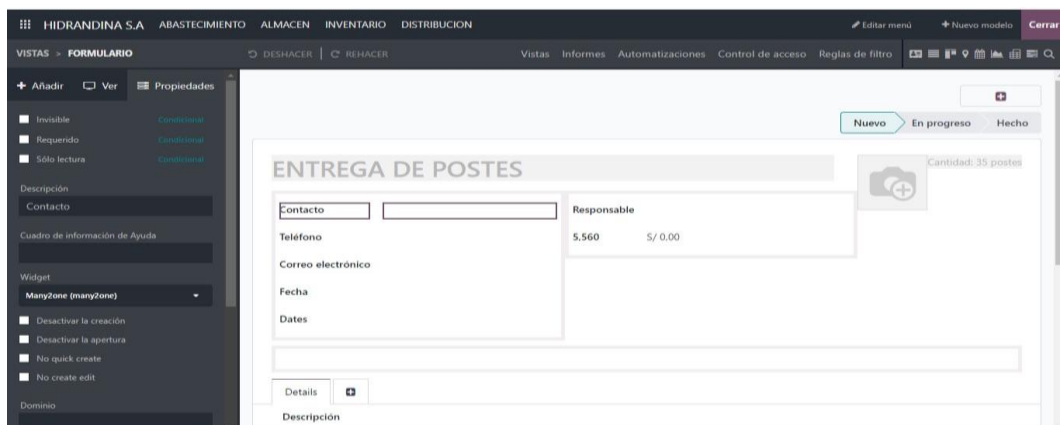 HIDRANDINA S.A ABASTECIMIENTO ALMACEN INVENTARIO DISTRIBUCION Editar menú + Nuevo modelo Cerrar
VISTAS » FORMULARIO DESHACER REHACER Vistas Informes Automatizaciones Control de acceso Reglas de filtro
+ Añadir Ver Propiedades
Invisible Condicional
Requerido Condicional
Sólo lectura Condicional
Descripción
Contacto
Cuadro de información de Ayuda
Widget
Many2one (many2one)
Desactivar la creación
Desactivar la apertura
No quick create
No create edit
Dominio
Nuevo En progreso Hecho
ENTREGA DE POSTES
Cantidad: 35 postes
Contacto
Teléfono
Correo electrónico
Fecha
Dates
Responsable
5.560 S/ 0.00
Details
Descripción